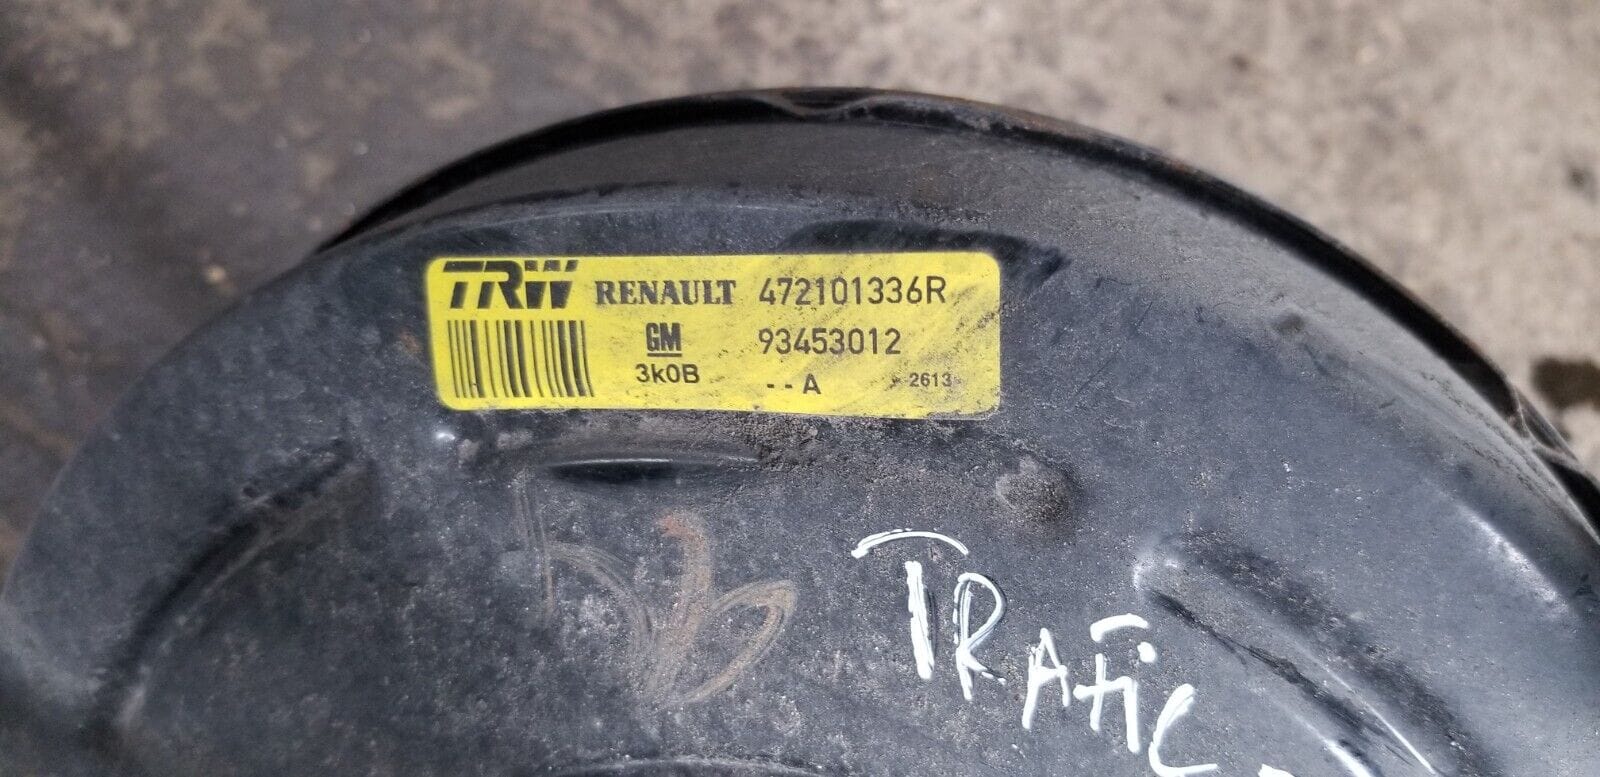 TRW RENAULT 472101336R
GM 93453012
3k0B --A 2613
TRAfiC